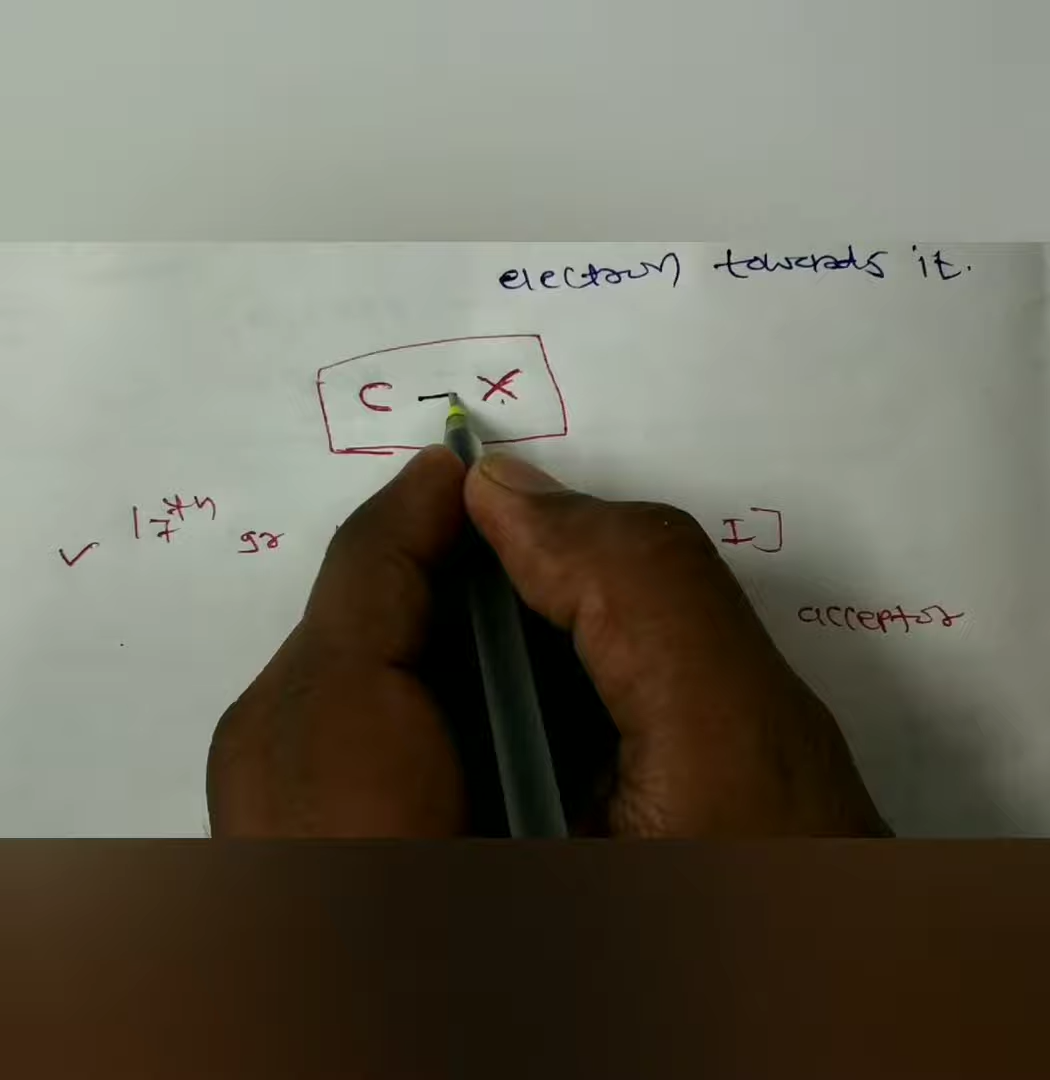 electron towards it.
C - X
✓ 17th gr I]
acceptor